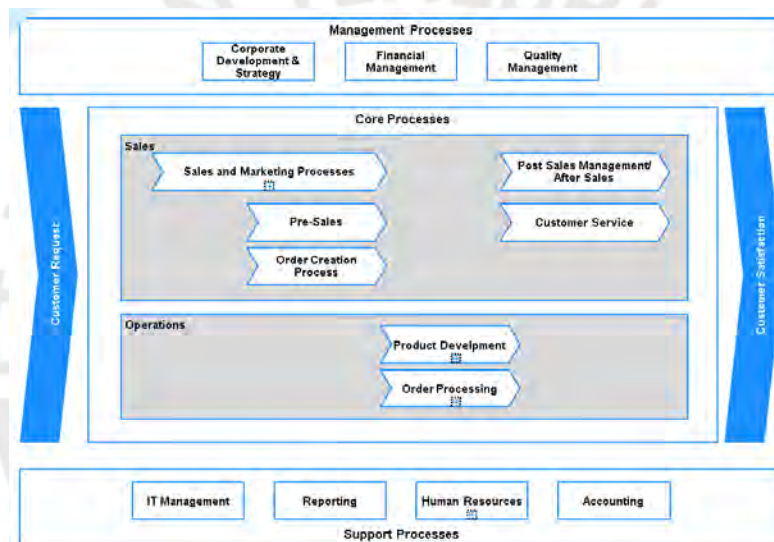 Management Processes
Corporate
Development &
Strategy
Financial
Management
Quality
Management
Customer Request
Core Processes
Sales
Sales and Marketing Processes
Post Sales Management/
After Sales
Pre-Sales
Customer Service
Order Creation
Process
Operations
Product Develpment
Order Processing
Customer Satisfaction
IT Management
Reporting
Human Resources
Accounting
Support Processes